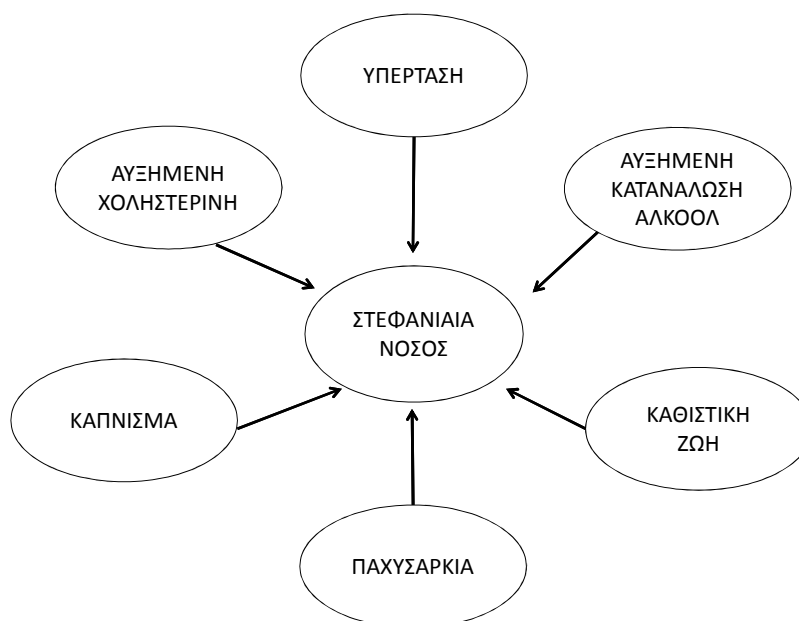 ΥΠΕΡΤΑΣΗ
ΑΥΞΗΜΕΝΗ
ΧΟΛΗΣΤΕΡΙΝΗ
ΑΥΞΗΜΕΝΗ
ΚΑΤΑΝΑΛΩΣΗ
ΑΛΚΟΟΛ
ΣΤΕΦΑΝΙΑΙΑ
ΝΟΣΟΣ
ΚΑΠΝΙΣΜΑ
ΚΑΘΙΣΤΙΚΗ
ΖΩΗ
ΠΑΧΥΣΑΡΚΙΑ